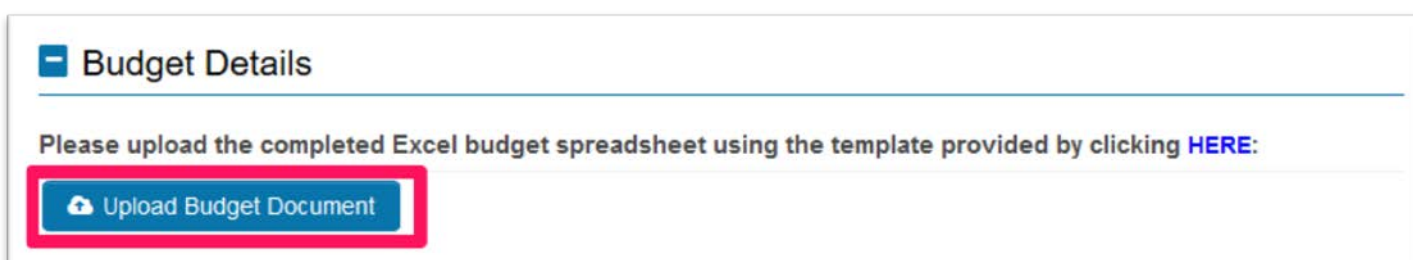 Budget Details
Please upload the completed Excel budget spreadsheet using the template provided by clicking HERE:
Upload Budget Document